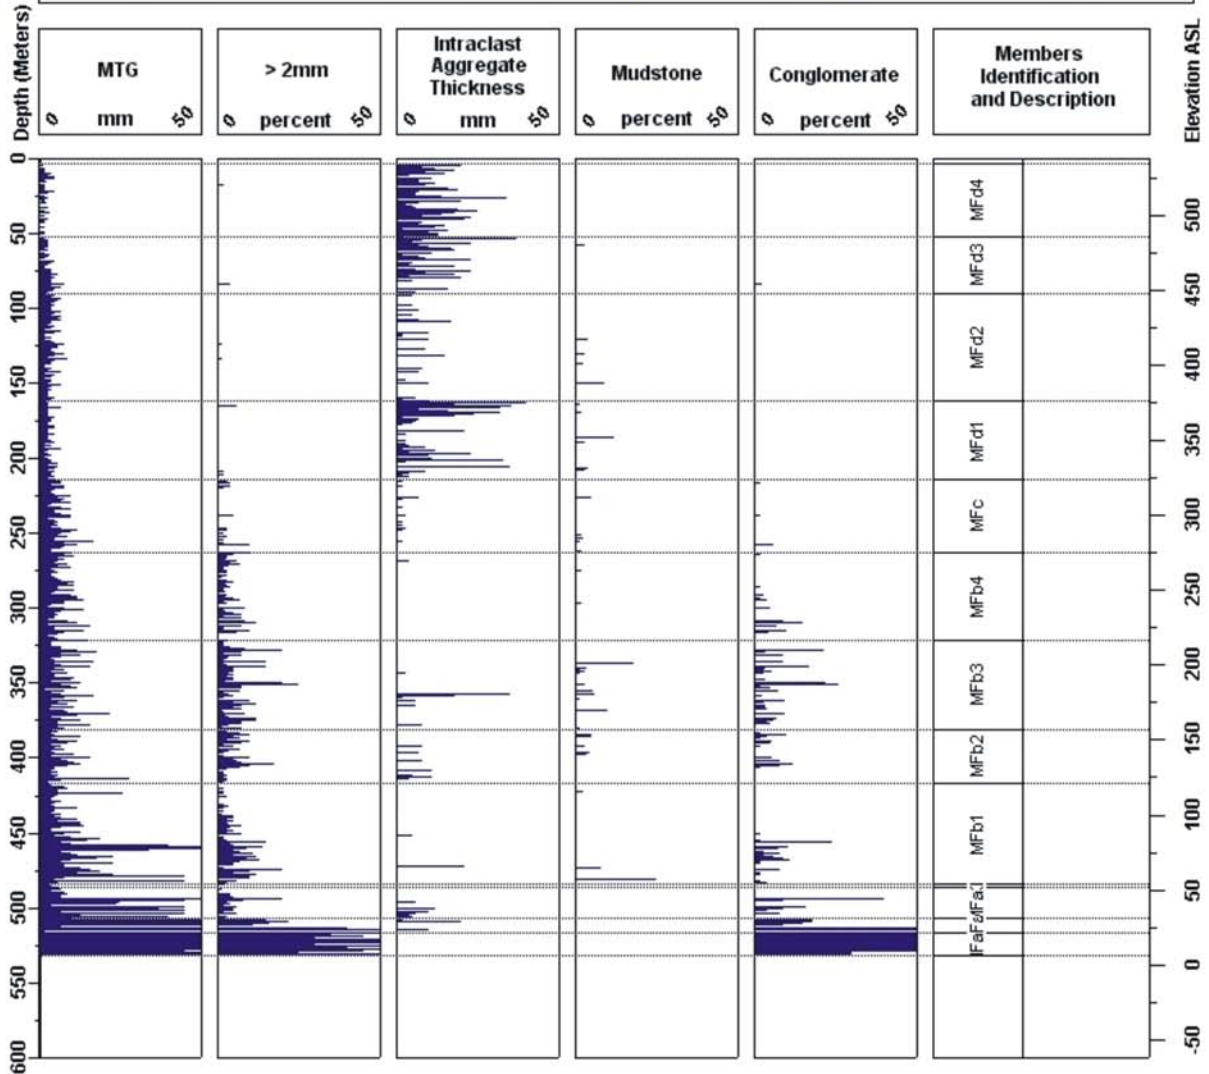 Depth (Meters)
MTG
0 mm 50
> 2mm
0 percent 50
Intraclast
Aggregate
Thickness
0 mm 50
Mudstone
0 percent 50
Conglomerate
0 percent 50
Members
Identification
and Description
Elevation ASL
0
50
100
150
200
250
300
350
400
450
500
550
600
MFd4
MFd3
MFd2
MFd1
MFc
MFb4
MFb3
MFb2
MFb1
500
450
400
350
300
250
200
150
100
50
0
-50